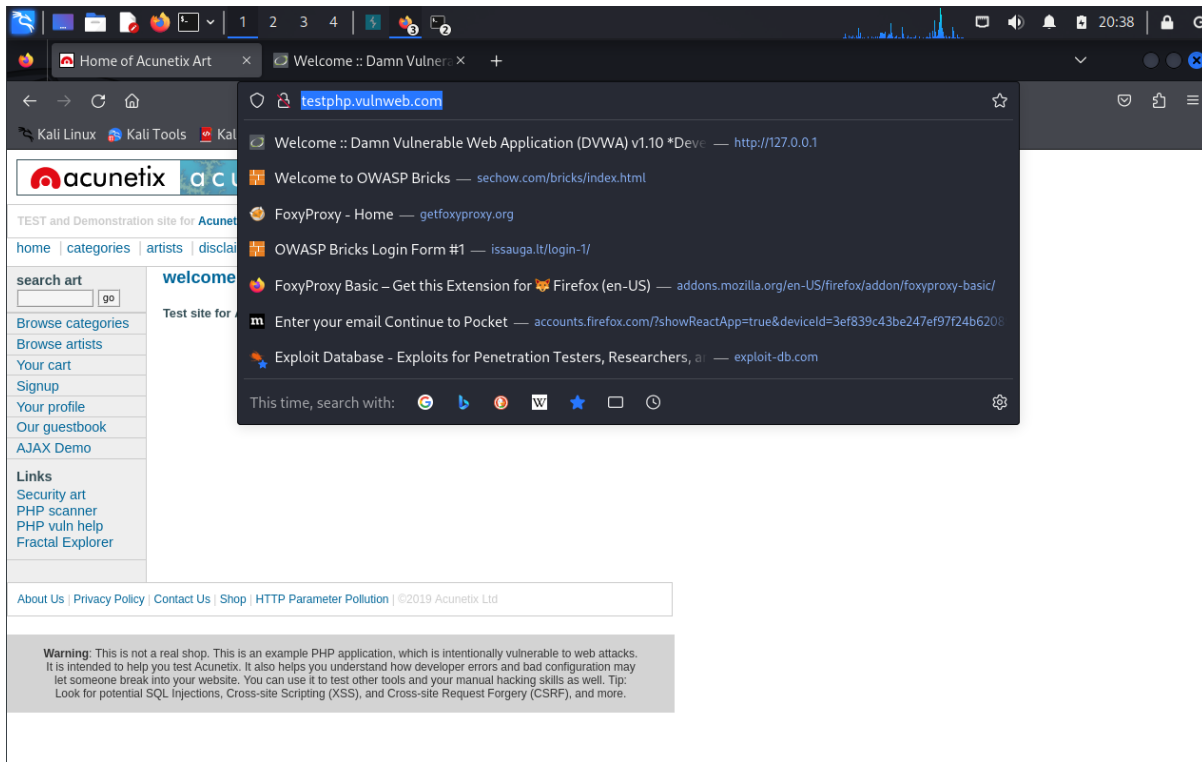 1 2 3 4 3 2 20:38
Home of Acunetix Art × Welcome :: Damn Vulnera × +
testphp.vulnweb.com
Kali Linux Kali Tools Kal
Welcome :: Damn Vulnerable Web Application (DVWA) v1.10 *Deve — http://127.0.0.1
Welcome to OWASP Bricks — sechow.com/bricks/index.html
FoxyProxy - Home — getfoxyproxy.org
OWASP Bricks Login Form #1 — issauga.lt/login-1/
FoxyProxy Basic – Get this Extension for 🦊 Firefox (en-US) — addons.mozilla.org/en-US/firefox/addon/foxyproxy-basic/
Enter your email Continue to Pocket — accounts.firefox.com/?showReactApp=true&deviceId=3ef839c43be247ef97f24b6208
Exploit Database - Exploits for Penetration Testers, Researchers, — exploit-db.com
This time, search with:
acunetix acu
TEST and Demonstration site for Acunet
home | categories | artists | disclai
search art
go
Browse categories
Browse artists
Your cart
Signup
Your profile
Our guestbook
AJAX Demo
Links
Security art
PHP scanner
PHP vuln help
Fractal Explorer
welcome
Test site for
About Us | Privacy Policy | Contact Us | Shop | HTTP Parameter Pollution | ©2019 Acunetix Ltd
Warning: This is not a real shop. This is an example PHP application, which is intentionally vulnerable to web attacks.
It is intended to help you test Acunetix. It also helps you understand how developer errors and bad configuration may
let someone break into your website. You can use it to test other tools and your manual hacking skills as well. Tip:
Look for potential SQL Injections, Cross-site Scripting (XSS), and Cross-site Request Forgery (CSRF), and more.